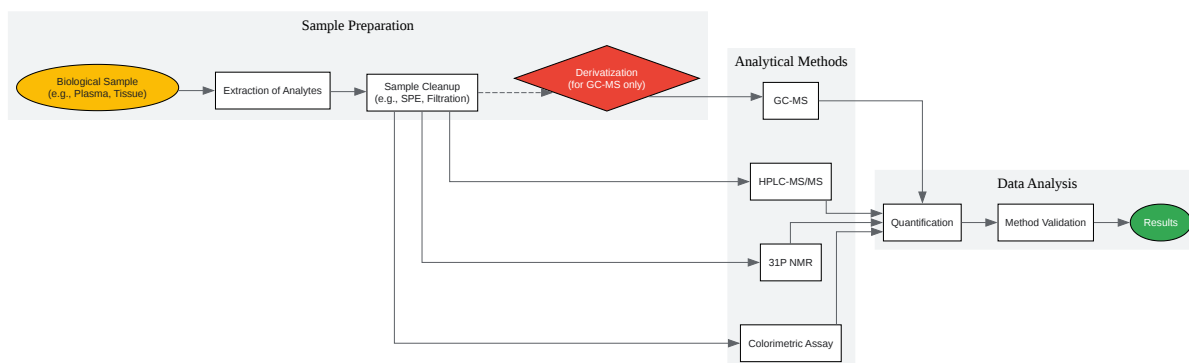 Sample Preparation
Biological Sample
(e.g., Plasma, Tissue)
Extraction of Analytes
Sample Cleanup
(e.g., SPE, Filtration)
Derivatization
(for GC-MS only)
Analytical Methods
GC-MS
HPLC-MS/MS
31P NMR
Colorimetric Assay
Data Analysis
Quantification
Method Validation
Results